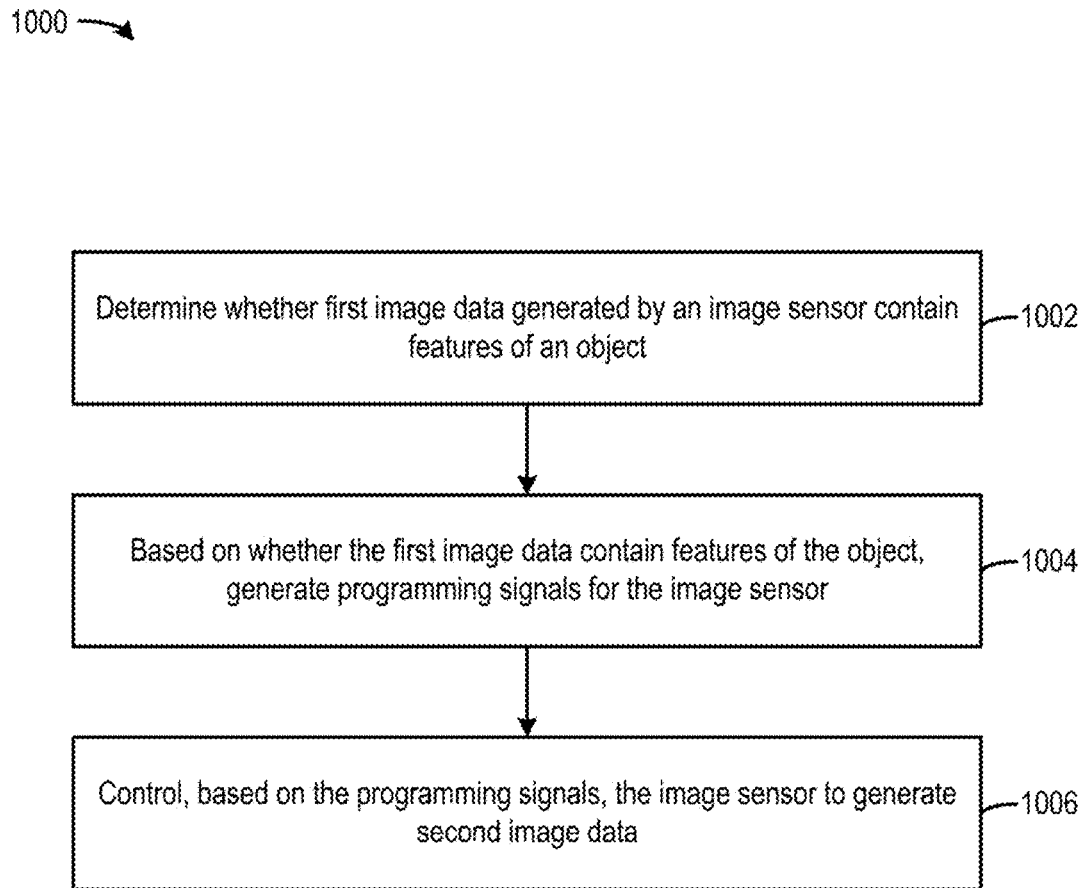 1000
Determine whether first image data generated by an image sensor contain
features of an object
1002
Based on whether the first image data contain features of the object,
generate programming signals for the image sensor
1004
Control, based on the programming signals, the image sensor to generate
second image data
1006